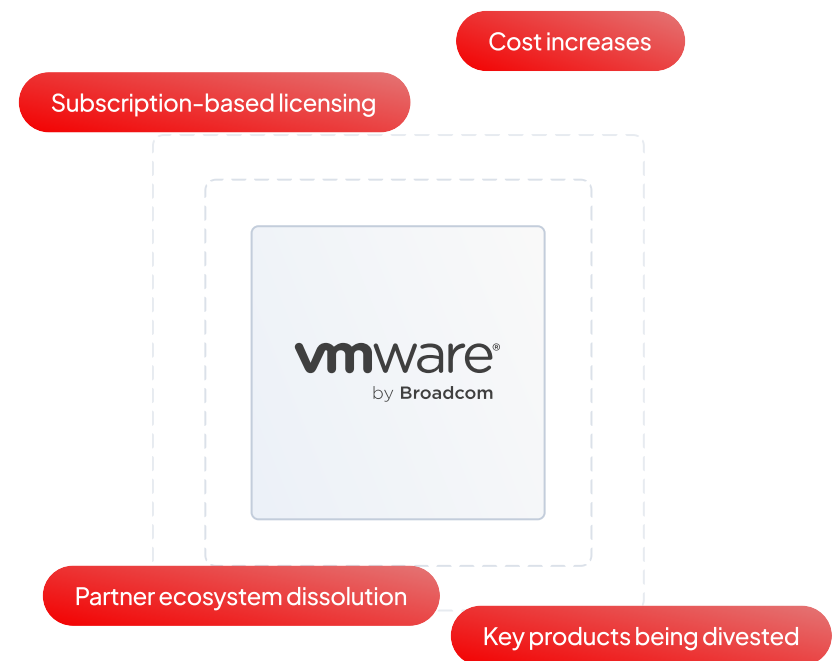 Cost increases
Subscription-based licensing
vmware®
by Broadcom
Partner ecosystem dissolution
Key products being divested